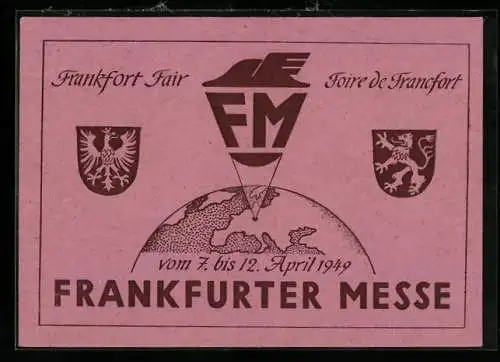 Frankfort Fair
Foire de Francfort
FM
vom 7. bis 12. April 1949
FRANKFURTER MESSE